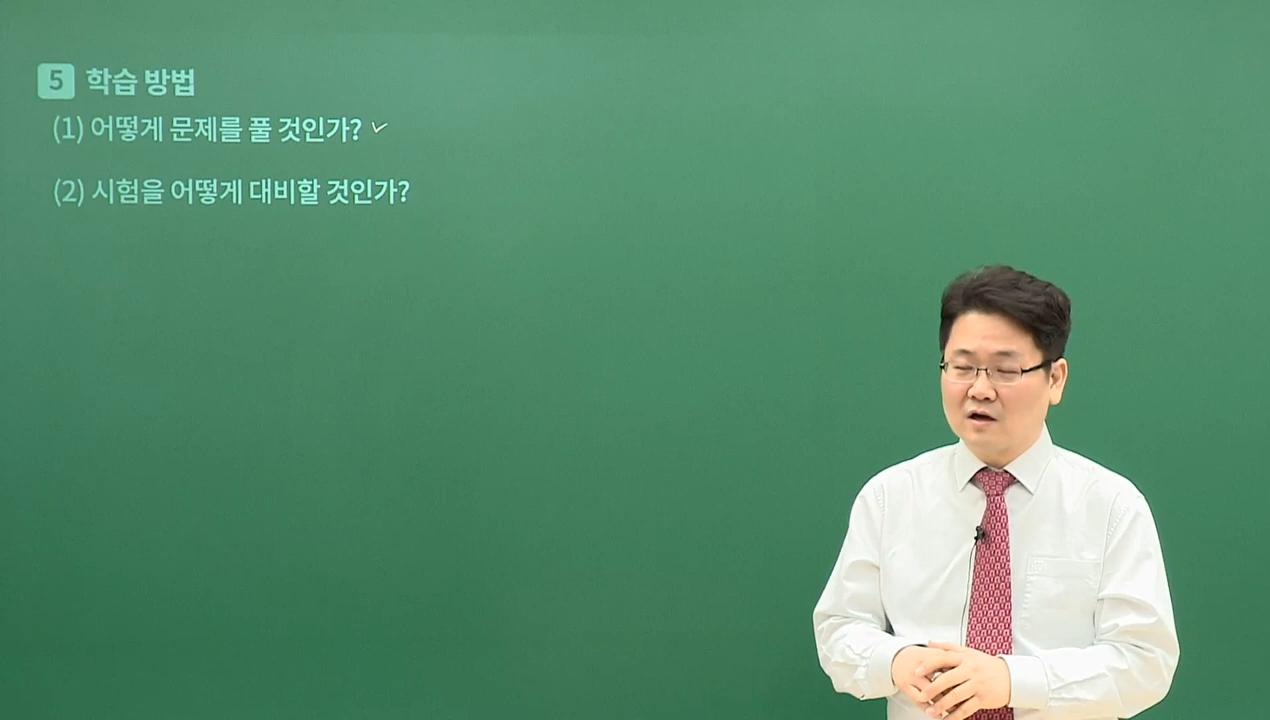 5 학습 방법
(1) 어떻게 문제를 풀 것인가? ✓
(2) 시험을 어떻게 대비할 것인가?